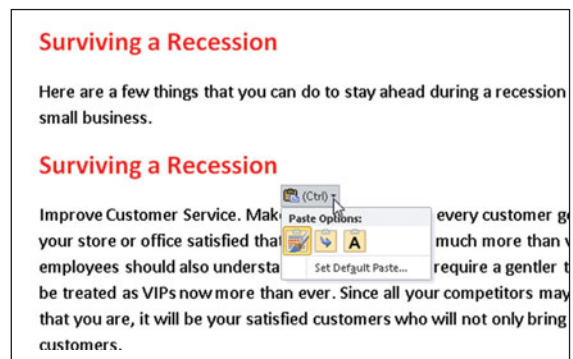 Surviving a Recession
Here are a few things that you can do to stay ahead during a recession
small business.
Surviving a Recession
(Ctrl)
Improve Customer Service. Mak every customer g
Paste Options:
your store or office satisfied that much more than
A
employees should also understa require a gentler t
Set Default Paste...
be treated as VIPs now more than ever. Since all your competitors may
that you are, it will be your satisfied customers who will not only bring
customers.